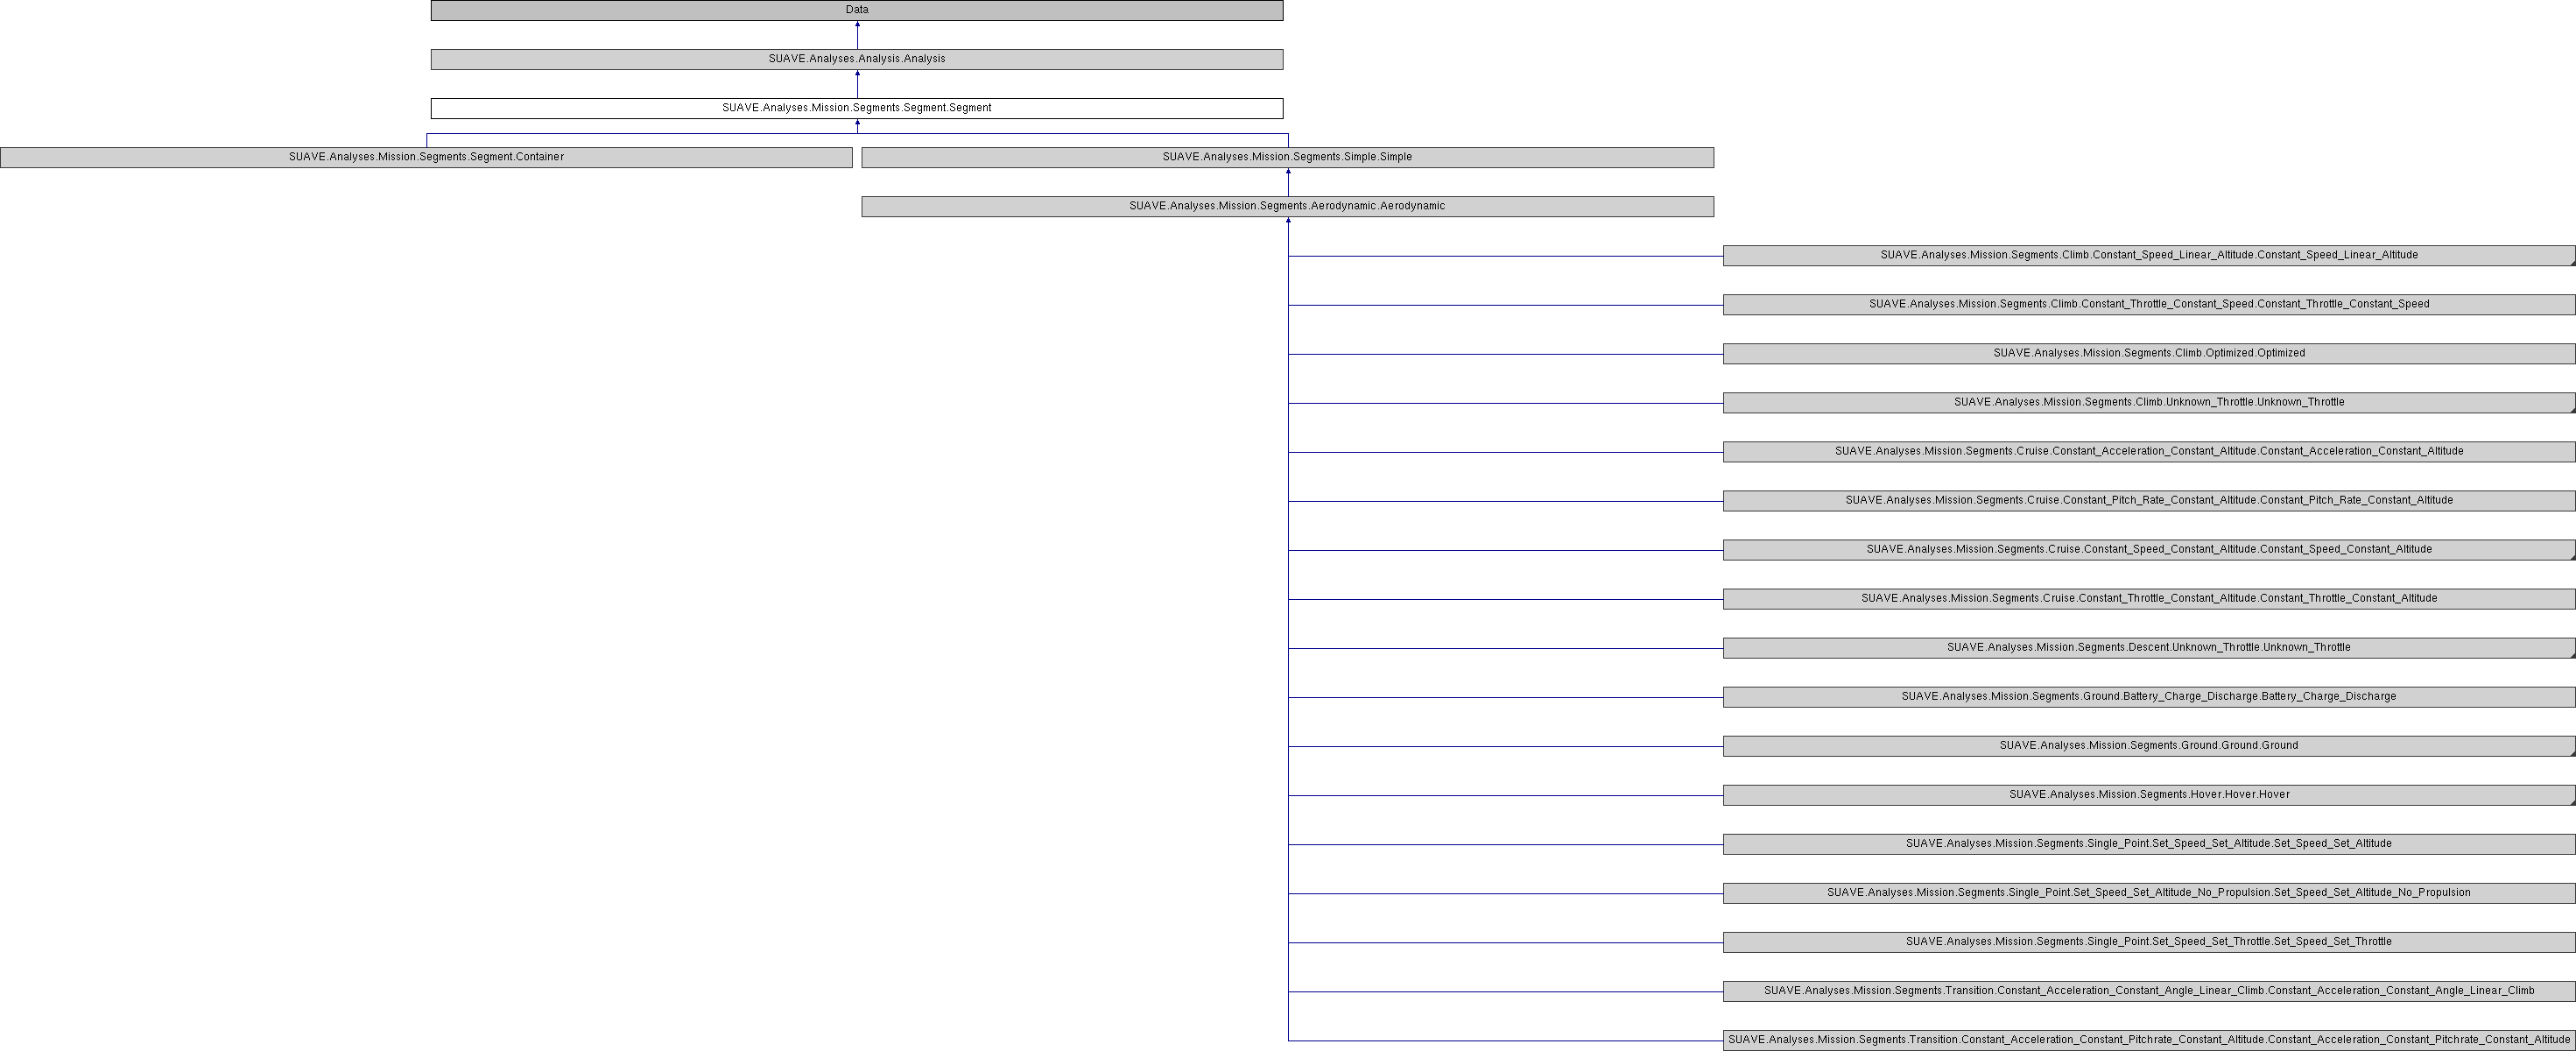 Data
SUAVE.Analyses.Analysis.Analysis
SUAVE.Analyses.Mission.Segments.Segment.Segment
SUAVE.Analyses.Mission.Segments.Segment.Container
SUAVE.Analyses.Mission.Segments.Simple.Simple
SUAVE.Analyses.Mission.Segments.Aerodynamic.Aerodynamic
SUAVE.Analyses.Mission.Segments.Climb.Constant_Speed_Linear_Altitude.Constant_Speed_Linear_Altitude
SUAVE.Analyses.Mission.Segments.Climb.Constant_Throttle_Constant_Speed.Constant_Throttle_Constant_Speed
SUAVE.Analyses.Mission.Segments.Climb.Optimized.Optimized
SUAVE.Analyses.Mission.Segments.Climb.Unknown_Throttle.Unknown_Throttle
SUAVE.Analyses.Mission.Segments.Cruise.Constant_Acceleration_Constant_Altitude.Constant_Acceleration_Constant_Altitude
SUAVE.Analyses.Mission.Segments.Cruise.Constant_Pitch_Rate_Constant_Altitude.Constant_Pitch_Rate_Constant_Altitude
SUAVE.Analyses.Mission.Segments.Cruise.Constant_Speed_Constant_Altitude.Constant_Speed_Constant_Altitude
SUAVE.Analyses.Mission.Segments.Cruise.Constant_Throttle_Constant_Altitude.Constant_Throttle_Constant_Altitude
SUAVE.Analyses.Mission.Segments.Descent.Unknown_Throttle.Unknown_Throttle
SUAVE.Analyses.Mission.Segments.Ground.Battery_Charge_Discharge.Battery_Charge_Discharge
SUAVE.Analyses.Mission.Segments.Ground.Ground.Ground
SUAVE.Analyses.Mission.Segments.Hover.Hover.Hover
SUAVE.Analyses.Mission.Segments.Single_Point.Set_Speed_Set_Altitude.Set_Speed_Set_Altitude
SUAVE.Analyses.Mission.Segments.Single_Point.Set_Speed_Set_Altitude_No_Propulsion.Set_Speed_Set_Altitude_No_Propulsion
SUAVE.Analyses.Mission.Segments.Single_Point.Set_Speed_Set_Throttle.Set_Speed_Set_Throttle
SUAVE.Analyses.Mission.Segments.Transition.Constant_Acceleration_Constant_Angle_Linear_Climb.Constant_Acceleration_Constant_Angle_Linear_Climb
SUAVE.Analyses.Mission.Segments.Transition.Constant_Acceleration_Constant_Pitchrate_Constant_Altitude.Constant_Acceleration_Constant_Pitchrate_Constant_Altitude